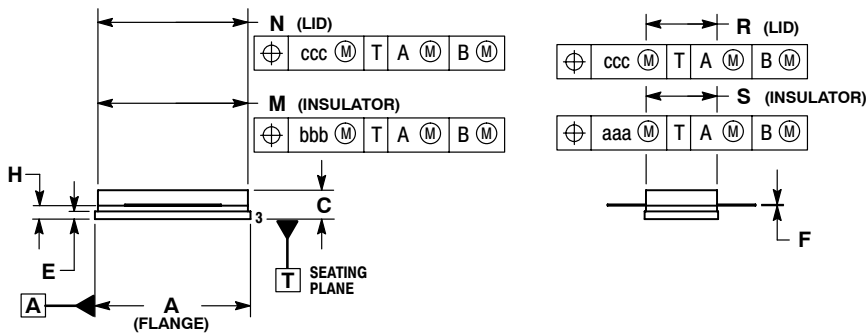 N (LID)
⌖ ccc Ⓜ T A Ⓜ B Ⓜ
M (INSULATOR)
⌖ bbb Ⓜ T A Ⓜ B Ⓜ
H
C
3
E
T SEATING
PLANE
A
A
(FLANGE)
R (LID)
⌖ ccc Ⓜ T A Ⓜ B Ⓜ
S (INSULATOR)
⌖ aaa Ⓜ T A Ⓜ B Ⓜ
F